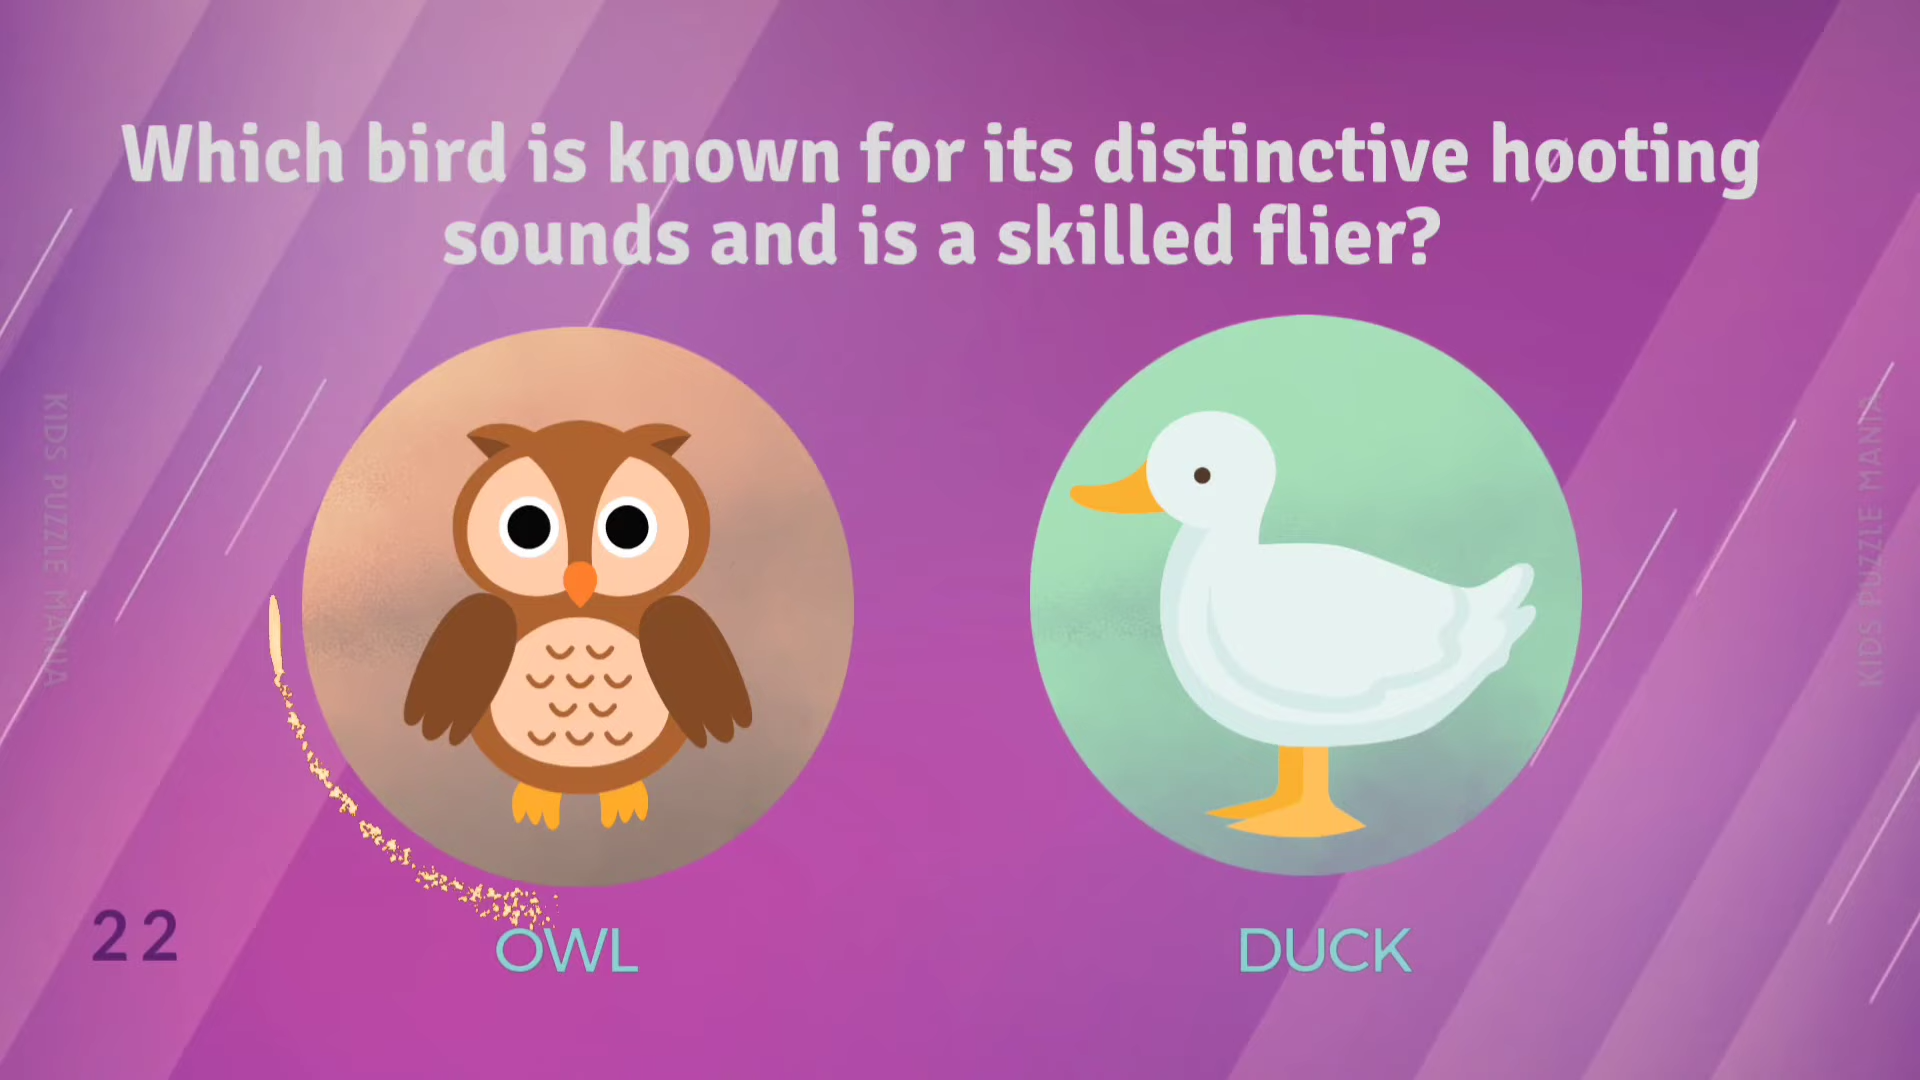 Which bird is known for its distinctive hooting
sounds and is a skilled flier?
KIDS PUZZLE MANIA
KIDS PUZZLE MANIA
22
OWL
DUCK